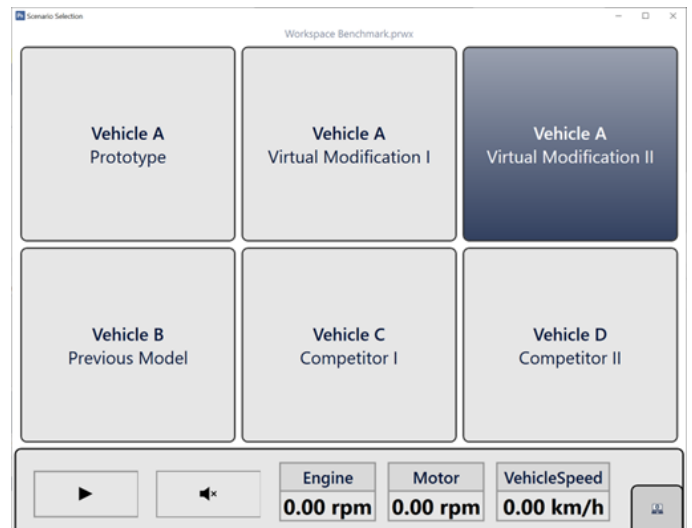 Scenario Selection
Workspace Benchmark.prwx
Vehicle A
Prototype
Vehicle A
Virtual Modification I
Vehicle A
Virtual Modification II
Vehicle B
Previous Model
Vehicle C
Competitor I
Vehicle D
Competitor II
Engine
0.00 rpm
Motor
0.00 rpm
VehicleSpeed
0.00 km/h